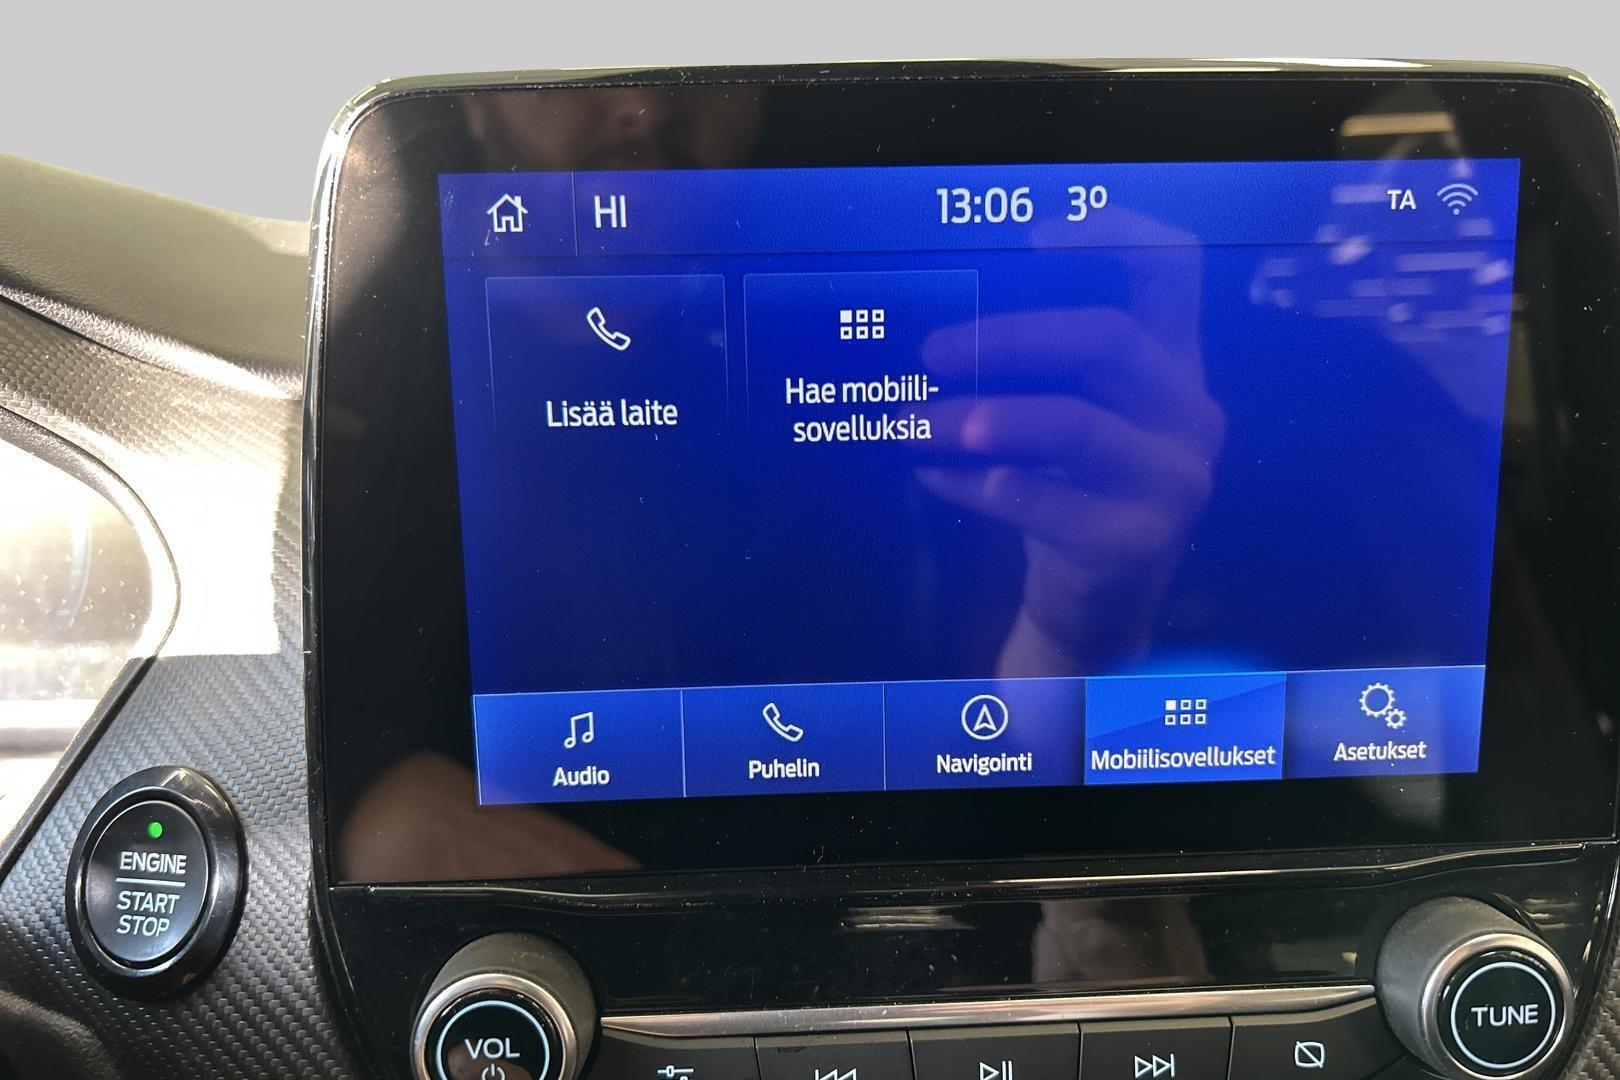 HI
13:06 3º
TA
Lisää laite
Hae mobiili-
sovelluksia
Audio
Puhelin
Navigointi
Mobiilisovellukset
Asetukset
ENGINE
START
STOP
VOL
TUNE